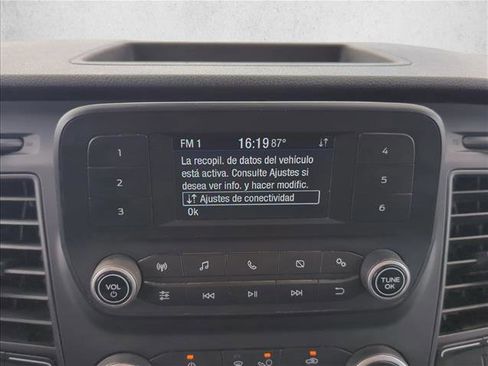 FM 1 16:19 87° ↓↑
La recopil. de datos del vehículo
está activa. Consulte Ajustes si
desea ver info. y hacer modific.
↓↑ Ajustes de conectividad
Ok
1
2
3
4
5
6
VOL
TUNE
OK